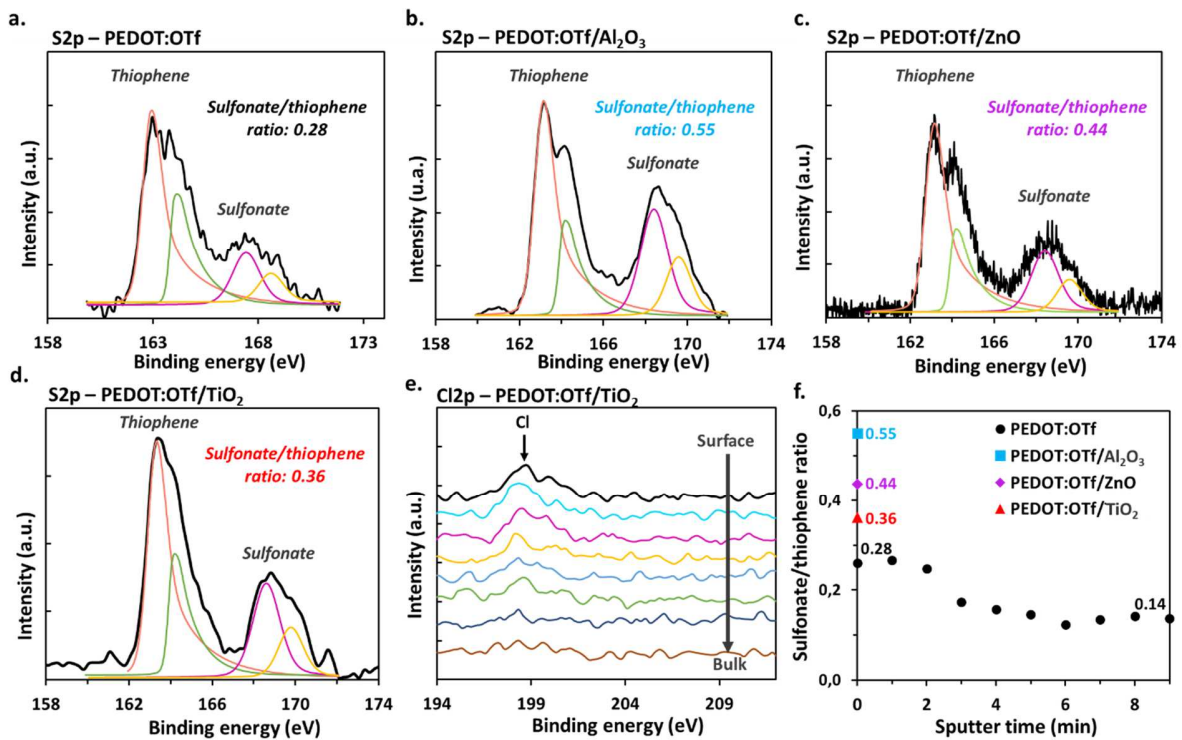 a.
S2p – PEDOT:OTf
Thiophene
Sulfonate/thiophene
ratio: 0.28
Sulfonate
Intensity (a.u.)
158 163 168 173
Binding energy (eV)
b.
S2p – PEDOT:OTf/Al₂O₃
Thiophene
Sulfonate/thiophene
ratio: 0.55
Sulfonate
Intensity (u.a.)
158 162 166 170 174
Binding energy (eV)
c.
S2p – PEDOT:OTf/ZnO
Thiophene
Sulfonate/thiophene
ratio: 0.44
Sulfonate
Intensity (a.u.)
158 162 166 170 174
Binding energy (eV)
d.
S2p – PEDOT:OTf/TiO₂
Thiophene
Sulfonate/thiophene
ratio: 0.36
Sulfonate
Intensity (a.u.)
158 162 166 170 174
Binding energy (eV)
e.
Cl2p – PEDOT:OTf/TiO₂
Cl
Surface
Bulk
Intensity (a.u.)
194 199 204 209
Binding energy (eV)
f.
0,6
0,4
0,2
0,0
Sulfonate/thiophene ratio
0.55
0.44
0.36
0.28
0.14
PEDOT:OTf
PEDOT:OTf/Al₂O₃
PEDOT:OTf/ZnO
PEDOT:OTf/TiO₂
0 2 4 6 8
Sputter time (min)